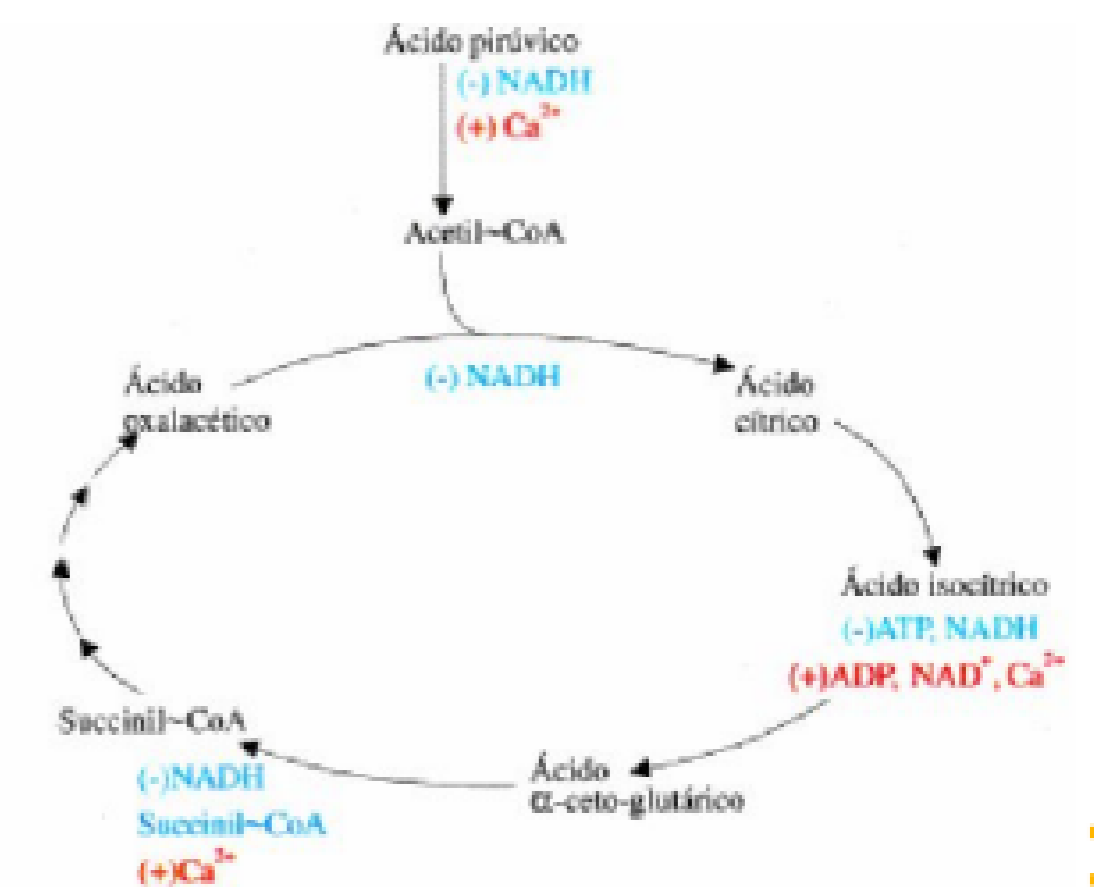 Ácido pirúvico
(-) NADH
(+) Ca²⁺
Acetil~CoA
Ácido
oxalacético
(-) NADH
Ácido
cítrico
Ácido isocítrico
(-)ATP, NADH
(+)ADP, NAD⁺, Ca²⁺
Succinil~CoA
(-)NADH
Succinil~CoA
(+)Ca²⁺
Ácido
α-ceto-glutárico